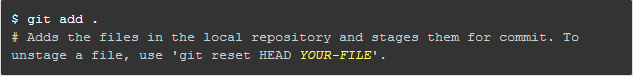 $ git add .
# Adds the files in the local repository and stages them for commit. To
unstage a file, use 'git reset HEAD YOUR-FILE'.